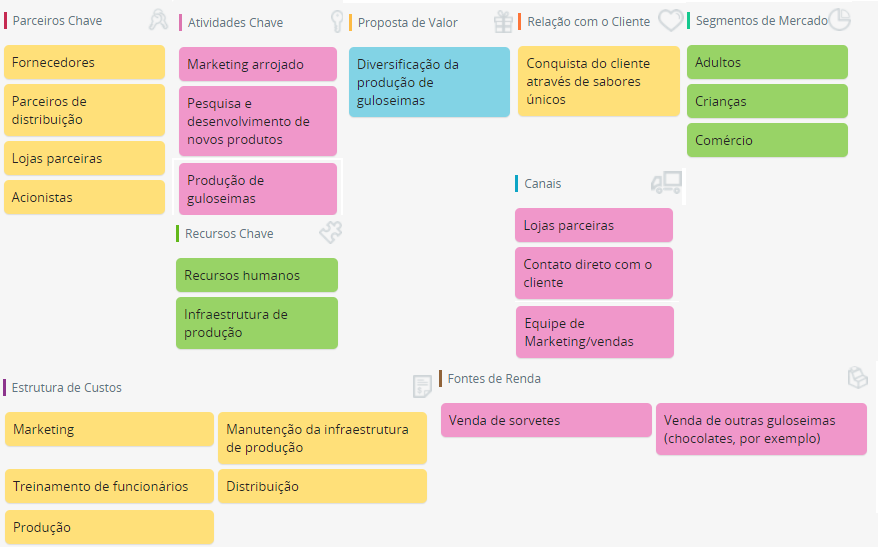 Parceiros Chave
Fornecedores
Parceiros de
distribuição
Lojas parceiras
Acionistas
Atividades Chave
Marketing arrojado
Pesquisa e
desenvolvimento de
novos produtos
Produção de
guloseimas
Recursos Chave
Recursos humanos
Infraestrutura de
produção
Proposta de Valor
Diversificação da
produção de
guloseimas
Relação com o Cliente
Conquista do cliente
através de sabores
únicos
Canais
Lojas parceiras
Contato direto com o
cliente
Equipe de
Marketing/vendas
Segmentos de Mercado
Adultos
Crianças
Comércio
Estrutura de Custos
Marketing
Manutenção da infraestrutura
de produção
Treinamento de funcionários
Distribuição
Produção
Fontes de Renda
Venda de sorvetes
Venda de outras guloseimas
(chocolates, por exemplo)